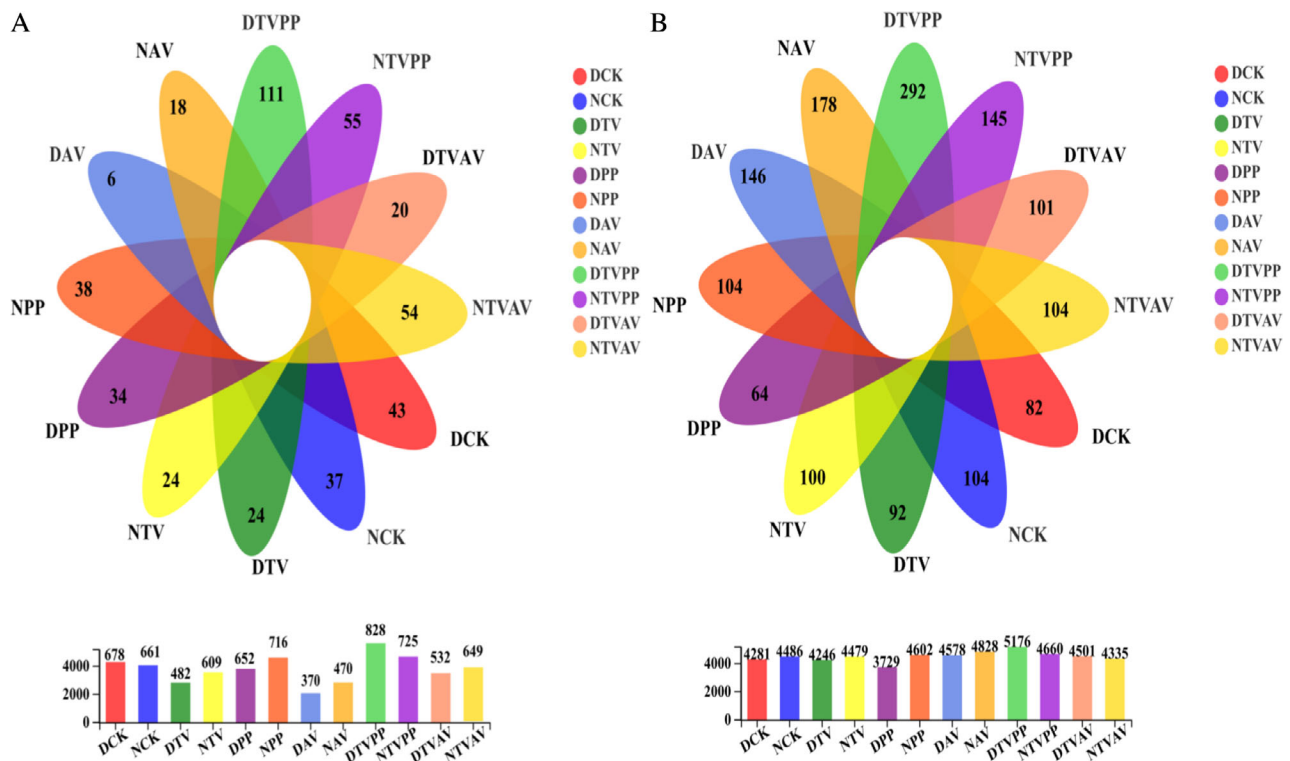 A
DTVPP
NAV
NTVPP
111
18
55
DAV
DTVAV
6
20
NPP
38
54
NTVAV
34
43
DPP
DCK
24
37
24
NTV
NCK
DTV
DCK
NCK
DTV
NTV
DPP
NPP
DAV
NAV
DTVPP
NTVPP
DTVAV
NTVAV
678 661 482 609 652 716 370 470 828 725 532 649
4000
2000
0
DCK NCK DTV NTV DPP NPP DAV NAV DTVPP NTVPP DTVAV NTVAV
B
DTVPP
NAV
NTVPP
292
178
145
DAV
DTVAV
146
101
NPP
104
104
NTVAV
64
82
DPP
DCK
100
104
92
NTV
NCK
DTV
DCK
NCK
DTV
NTV
DPP
NPP
DAV
NAV
DTVPP
NTVPP
DTVAV
NTVAV
4281 4486 4246 4479 3729 4602 4578 4828 5176 4660 4501 4335
4000
2000
0
DCK NCK DTV NTV DPP NPP DAV NAV DTVPP NTVPP DTVAV NTVAV